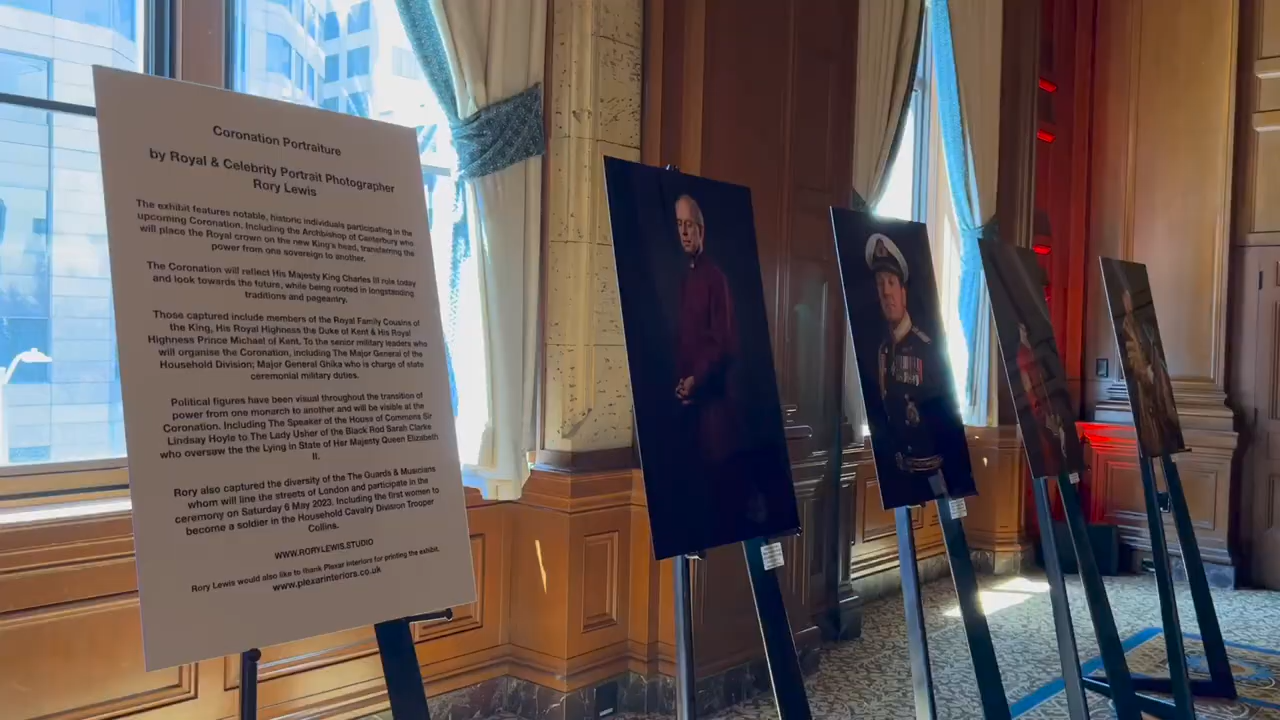 Coronation Portraiture
by Royal & Celebrity Portrait Photographer
Rory Lewis
The exhibit features notable, historic individuals participating in the
upcoming Coronation. Including the Archbishop of Canterbury who
will place the Royal crown on the new King's head, transferring the
power from one sovereign to another.
The Coronation will reflect His Majesty King Charles III role today
and look towards the future, while being rooted in longstanding
traditions and pageantry.
Those captured include members of the Royal Family Cousins of
the King, His Royal Highness the Duke of Kent & His Royal
Highness Prince Michael of Kent. To the senior military leaders who
will organise the Coronation, including The Major General of the
Household Division; Major General Ghika who is charge of state
ceremonial military duties.
Political figures have been visual throughout the transition of
power from one monarch to another and will be visible at the
Coronation. Including The Speaker of the House of Commons Sir
Lindsay Hoyle to The Lady Usher of the Black Rod Sarah Clarke
who oversaw the the Lying in State of Her Majesty Queen Elizabeth
II.
Rory also captured the diversity of the The Guards & Musicians
whom will line the streets of London and participate in the
ceremony on Saturday 6 May 2023. Including the first women to
become a soldier in the Household Cavalry Division Trooper
Collins.
WWW.RORYLEWIS.STUDIO
Rory Lewis would also like to thank Plexar Interiors for printing the exhibit.
www.plexarinteriors.co.uk